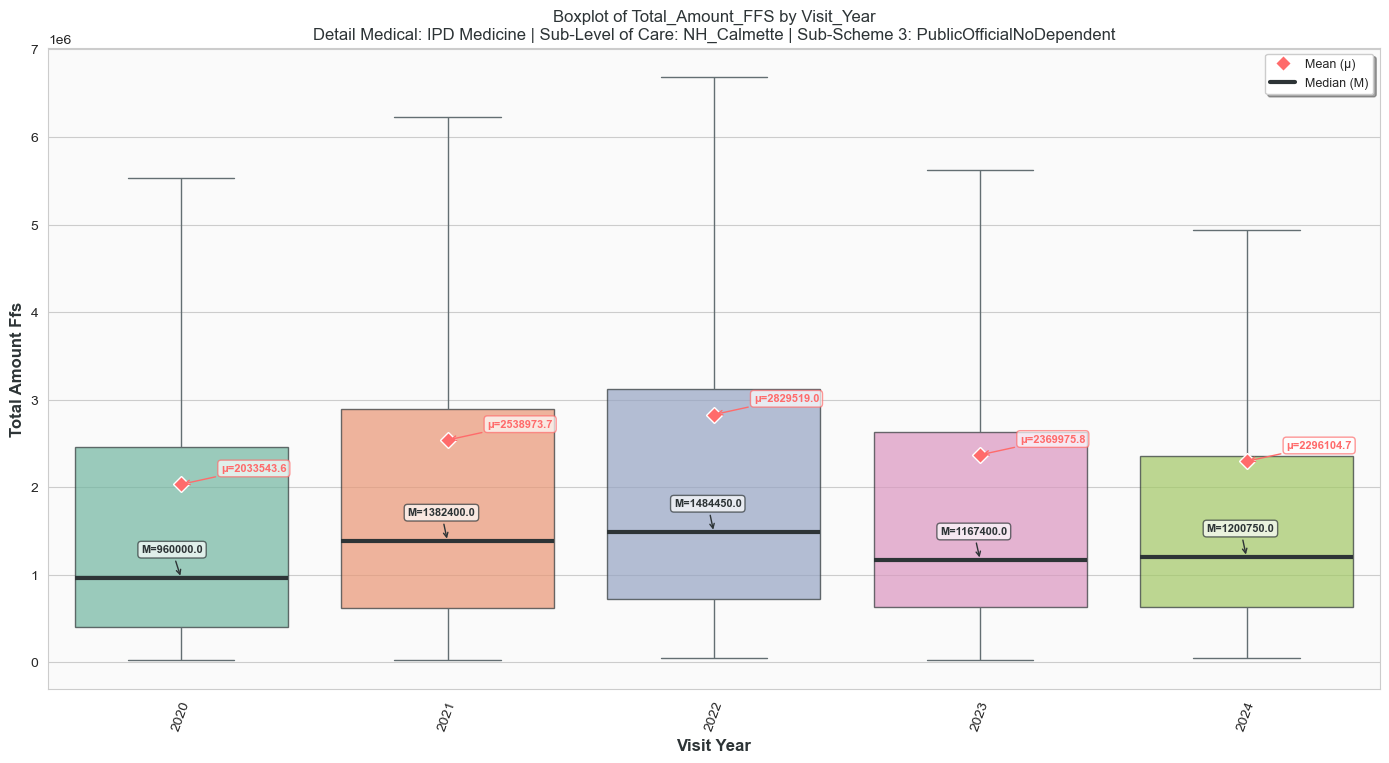 Boxplot of Total_Amount_FFS by Visit_Year
Detail Medical: IPD Medicine | Sub-Level of Care: NH_Calmette | Sub-Scheme 3: PublicOfficialNoDependent
1e6
7
6
5
4
3
2
1
0
Total Amount Ffs
Mean (μ)
Median (M)
μ=2033543.6
M=960000.0
μ=2538973.7
M=1382400.0
μ=2829519.0
M=1484450.0
μ=2369975.8
M=1167400.0
μ=2296104.7
M=1200750.0
2020
2021
2022
2023
2024
Visit Year